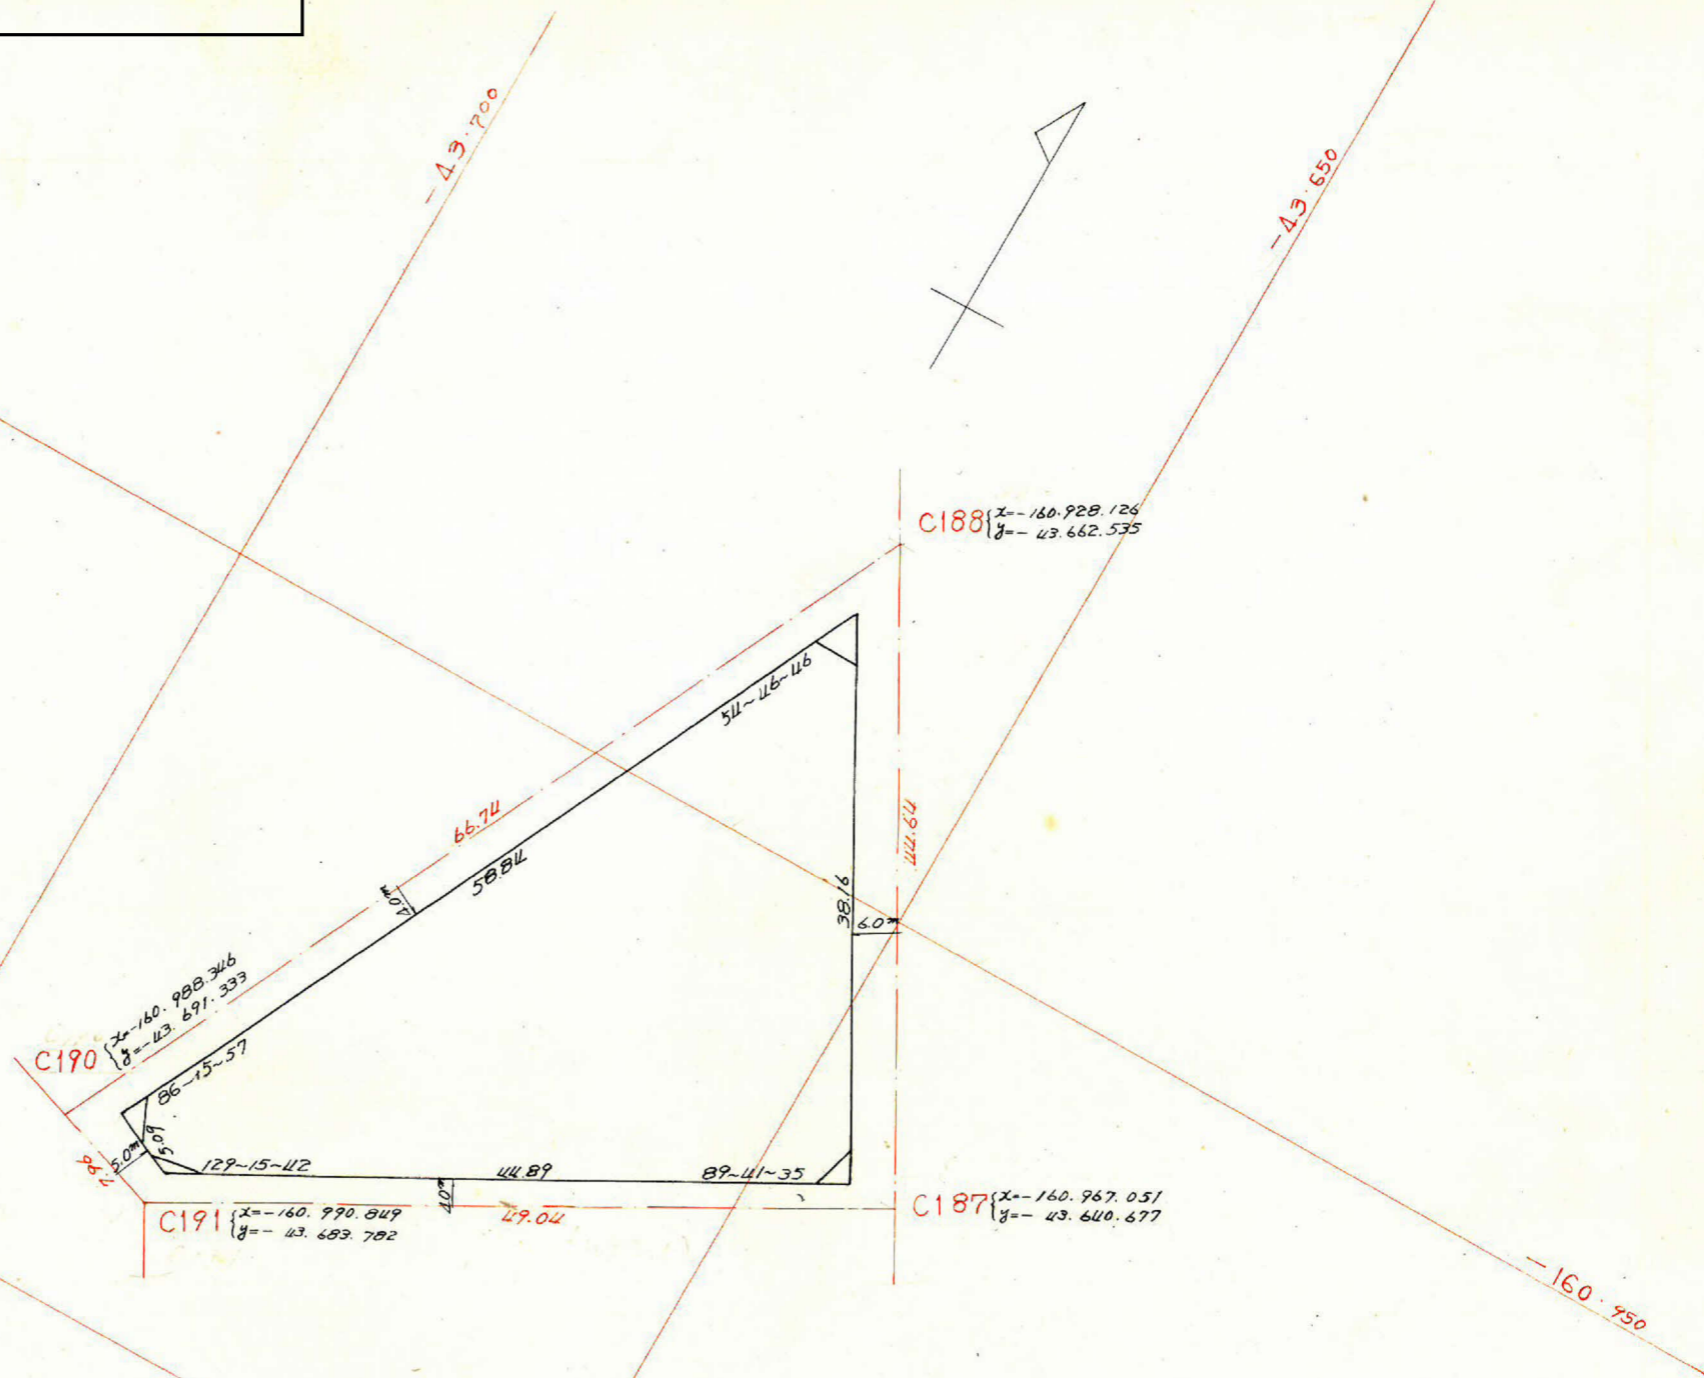 -43.700
-43.650
C188
x=-160.928.126
y=-43.662.535
54~46~46
66.74
58.84
4.0m
44.64
38.16
6.0m
C190
x=-160.988.346
y=-43.691.333
86~15~57
5.09
5.0m
7.96
129~15~42
44.89
89~41~35
4.0m
49.04
C191
x=-160.990.849
y=-43.683.782
C187
x=-160.967.051
y=-43.640.677
-160.950